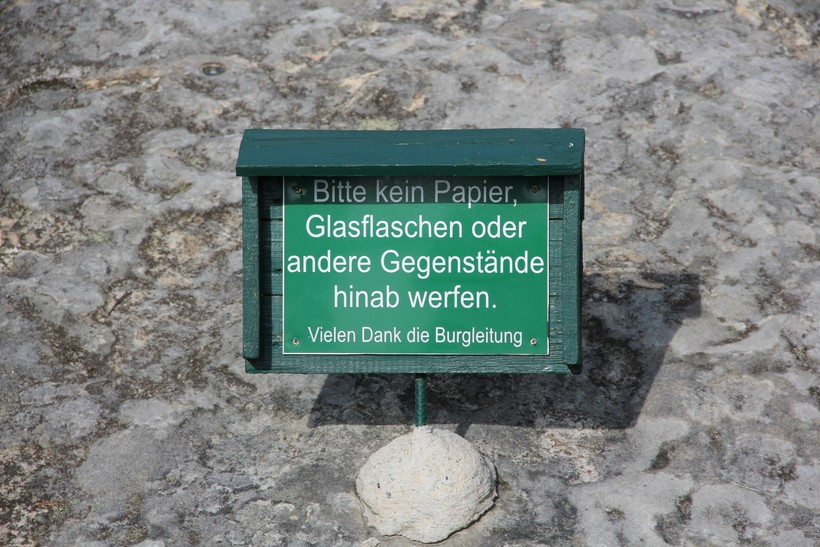 Bitte kein Papier,
Glasflaschen oder
andere Gegenstände
hinab werfen.
Vielen Dank die Burgleitung